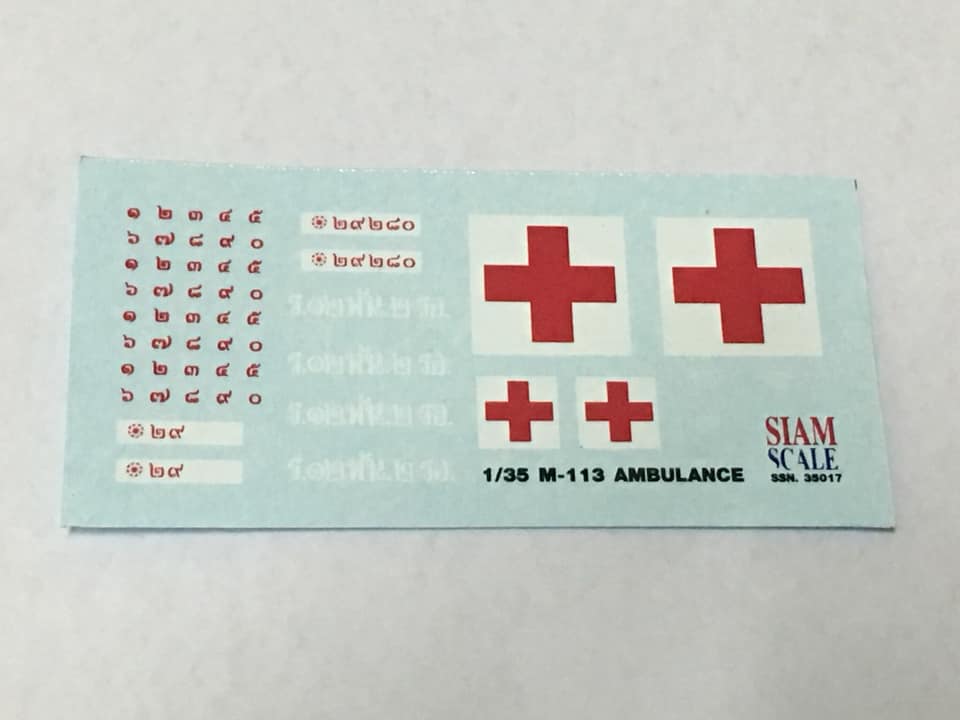 ๑ ๒ ๓ ๔ ๕
๖ ๗ ๘ ๙ ๐
๑ ๒ ๓ ๔ ๕
๖ ๗ ๘ ๙ ๐
๑ ๒ ๓ ๔ ๕
๖ ๗ ๘ ๙ ๐
๑ ๒ ๓ ๔ ๕
๖ ๗ ๘ ๙ ๐
๒๙
๒๙
๒๙๒๘๐
๒๙๒๘๐
1/35 M-113 AMBULANCE
SIAM
SCALE
SSN. 35017